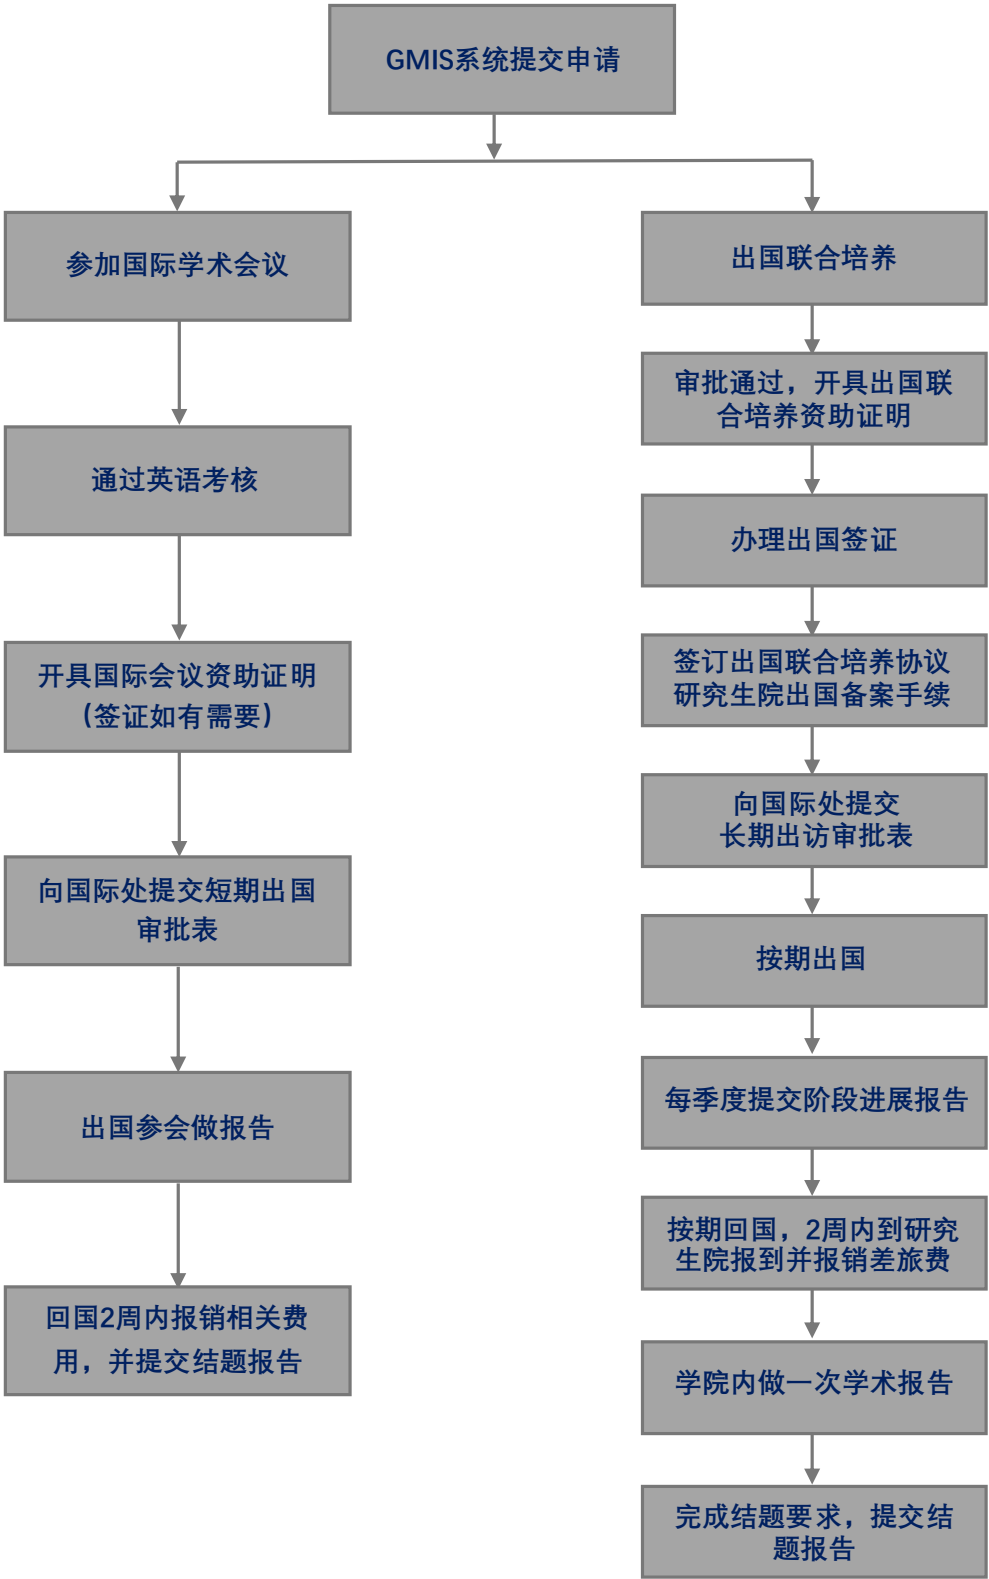 GMIS系统提交申请
参加国际学术会议
通过英语考核
开具国际会议资助证明
（签证如有需要）
向国际处提交短期出国
审批表
出国参会做报告
回国2周内报销相关费
用，并提交结题报告
出国联合培养
审批通过，开具出国联
合培养资助证明
办理出国签证
签订出国联合培养协议
研究生院出国备案手续
向国际处提交
长期出访审批表
按期出国
每季度提交阶段进展报告
按期回国，2周内到研究
生院报到并报销差旅费
学院内做一次学术报告
完成结题要求，提交结
题报告